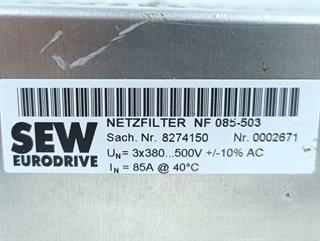 NETZFILTER NF 085-503
SEW
EURODRIVE
Sach. Nr. 8274150 Nr. 0002671
UN= 3x380...500V +/-10% AC
IN = 85A @ 40°C